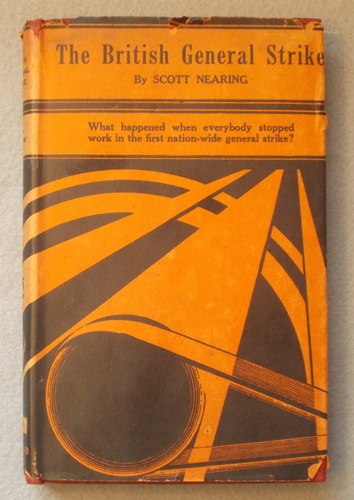 The British General Strike
By SCOTT NEARING
What happened when everybody stopped
work in the first nation-wide general strike?